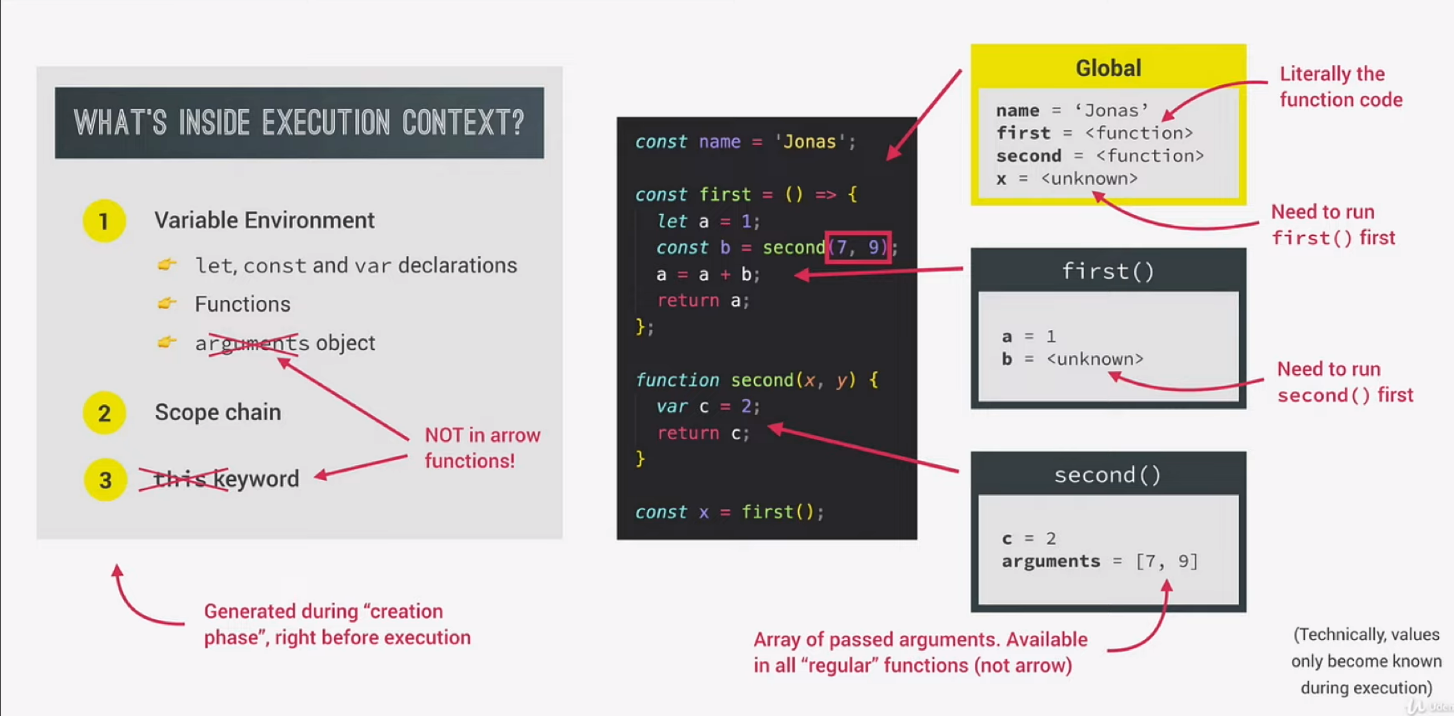 WHAT'S INSIDE EXECUTION CONTEXT?
1 Variable Environment
let, const and var declarations
Functions
arguments object
2 Scope chain
3 this keyword
NOT in arrow
functions!
Generated during “creation
phase”, right before execution
const name = 'Jonas';
const first = () => {
let a = 1;
const b = second(7, 9);
a = a + b;
return a;
};
function second(x, y) {
var c = 2;
return c;
}
const x = first();
Global
name = ‘Jonas’
first = <function>
second = <function>
x = <unknown>
Literally the
function code
Need to run
first() first
first()
a = 1
b = <unknown>
Need to run
second() first
second()
c = 2
arguments = [7, 9]
Array of passed arguments. Available
in all “regular” functions (not arrow)
(Technically, values
only become known
during execution)